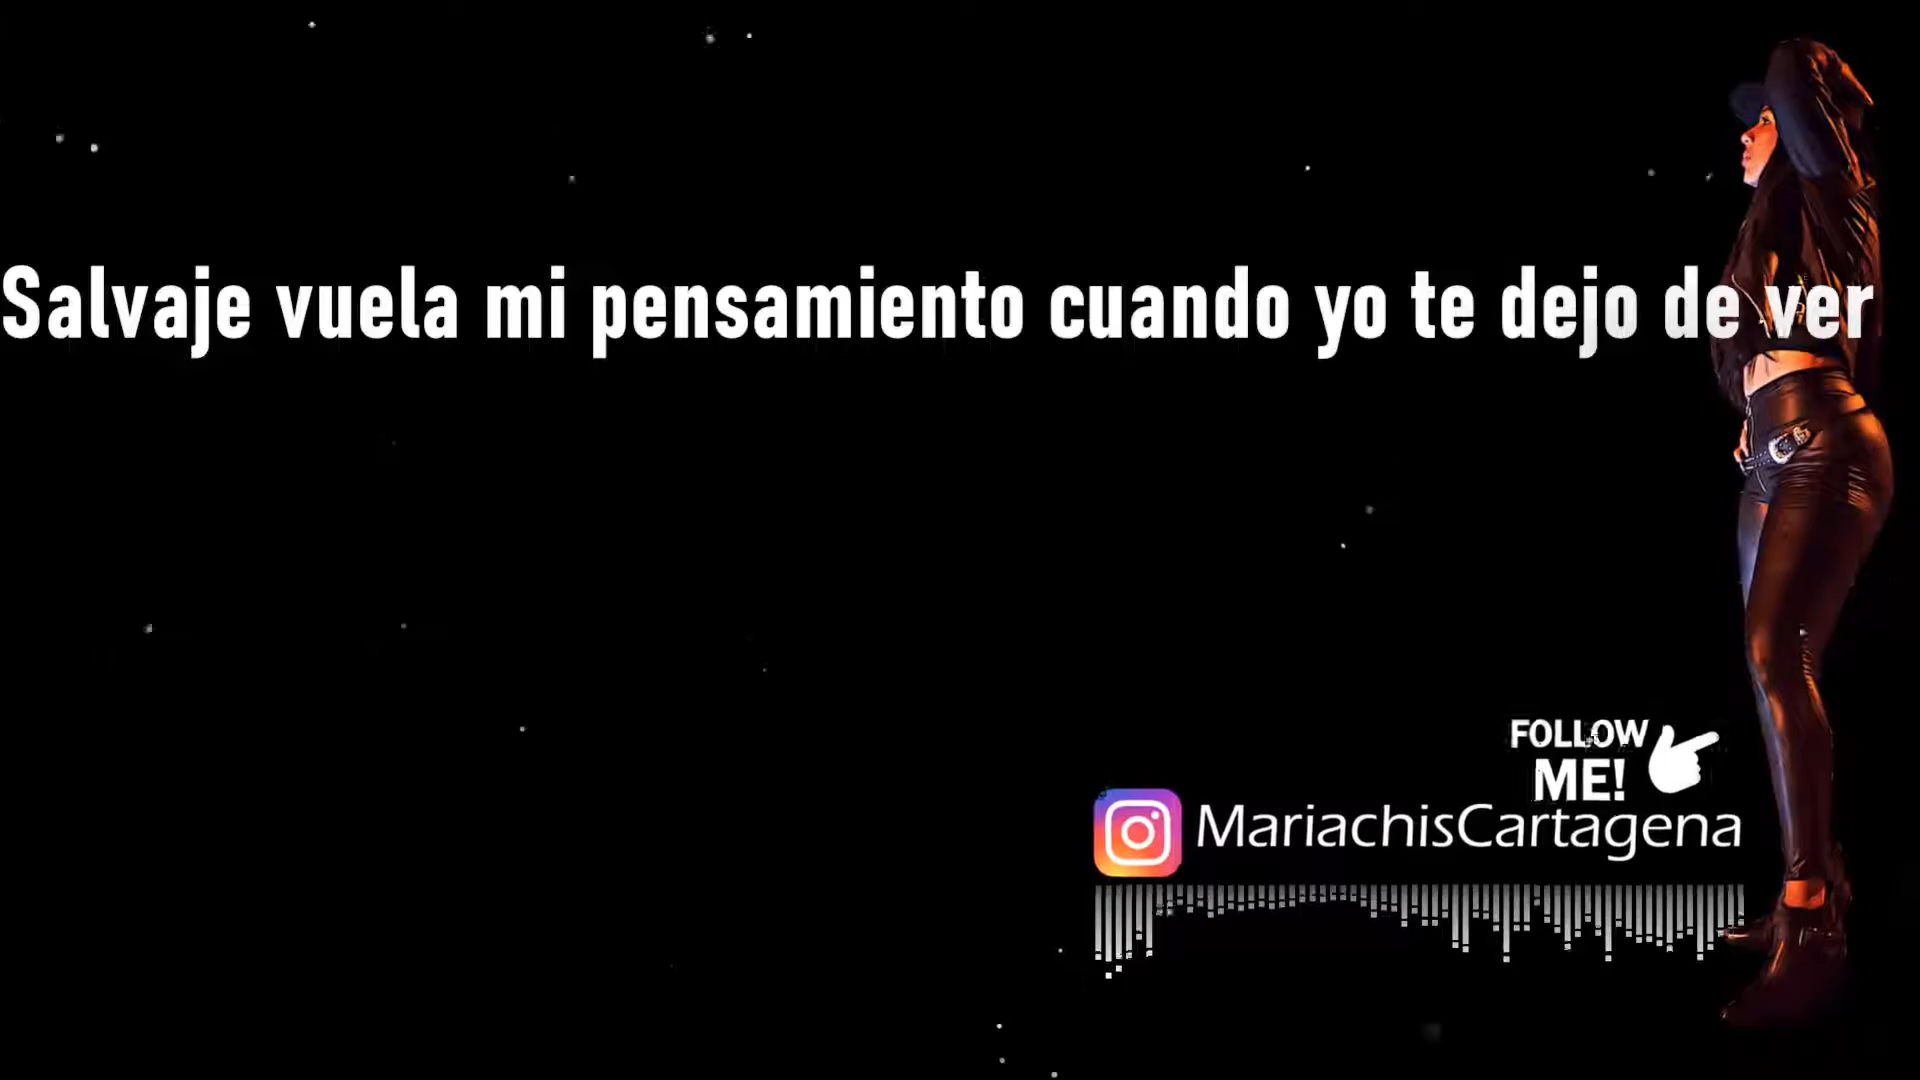 Salvaje vuela mi pensamiento cuando yo te dejo de ver
FOLLOW
ME!
MariachisCartagena